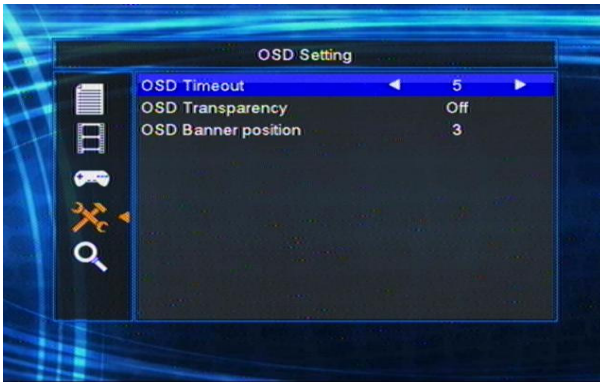 OSD Setting
OSD Timeout 5
OSD Transparency Off
OSD Banner position 3